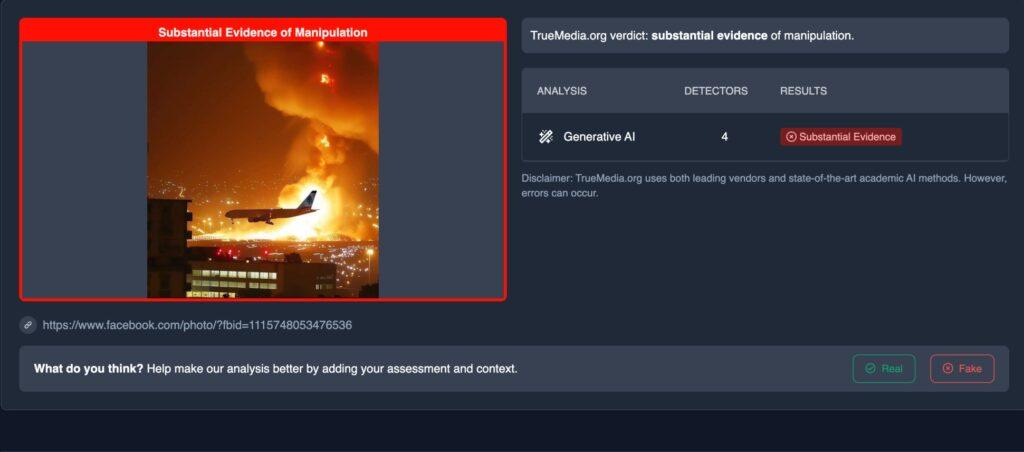 Substantial Evidence of Manipulation
TrueMedia.org verdict: substantial evidence of manipulation.
ANALYSIS DETECTORS RESULTS
Generative AI 4 Substantial Evidence
Disclaimer: TrueMedia.org uses both leading vendors and state-of-the-art academic AI methods. However,
errors can occur.
https://www.facebook.com/photo/?fbid=1115748053476536
What do you think? Help make our analysis better by adding your assessment and context.
Real
Fake